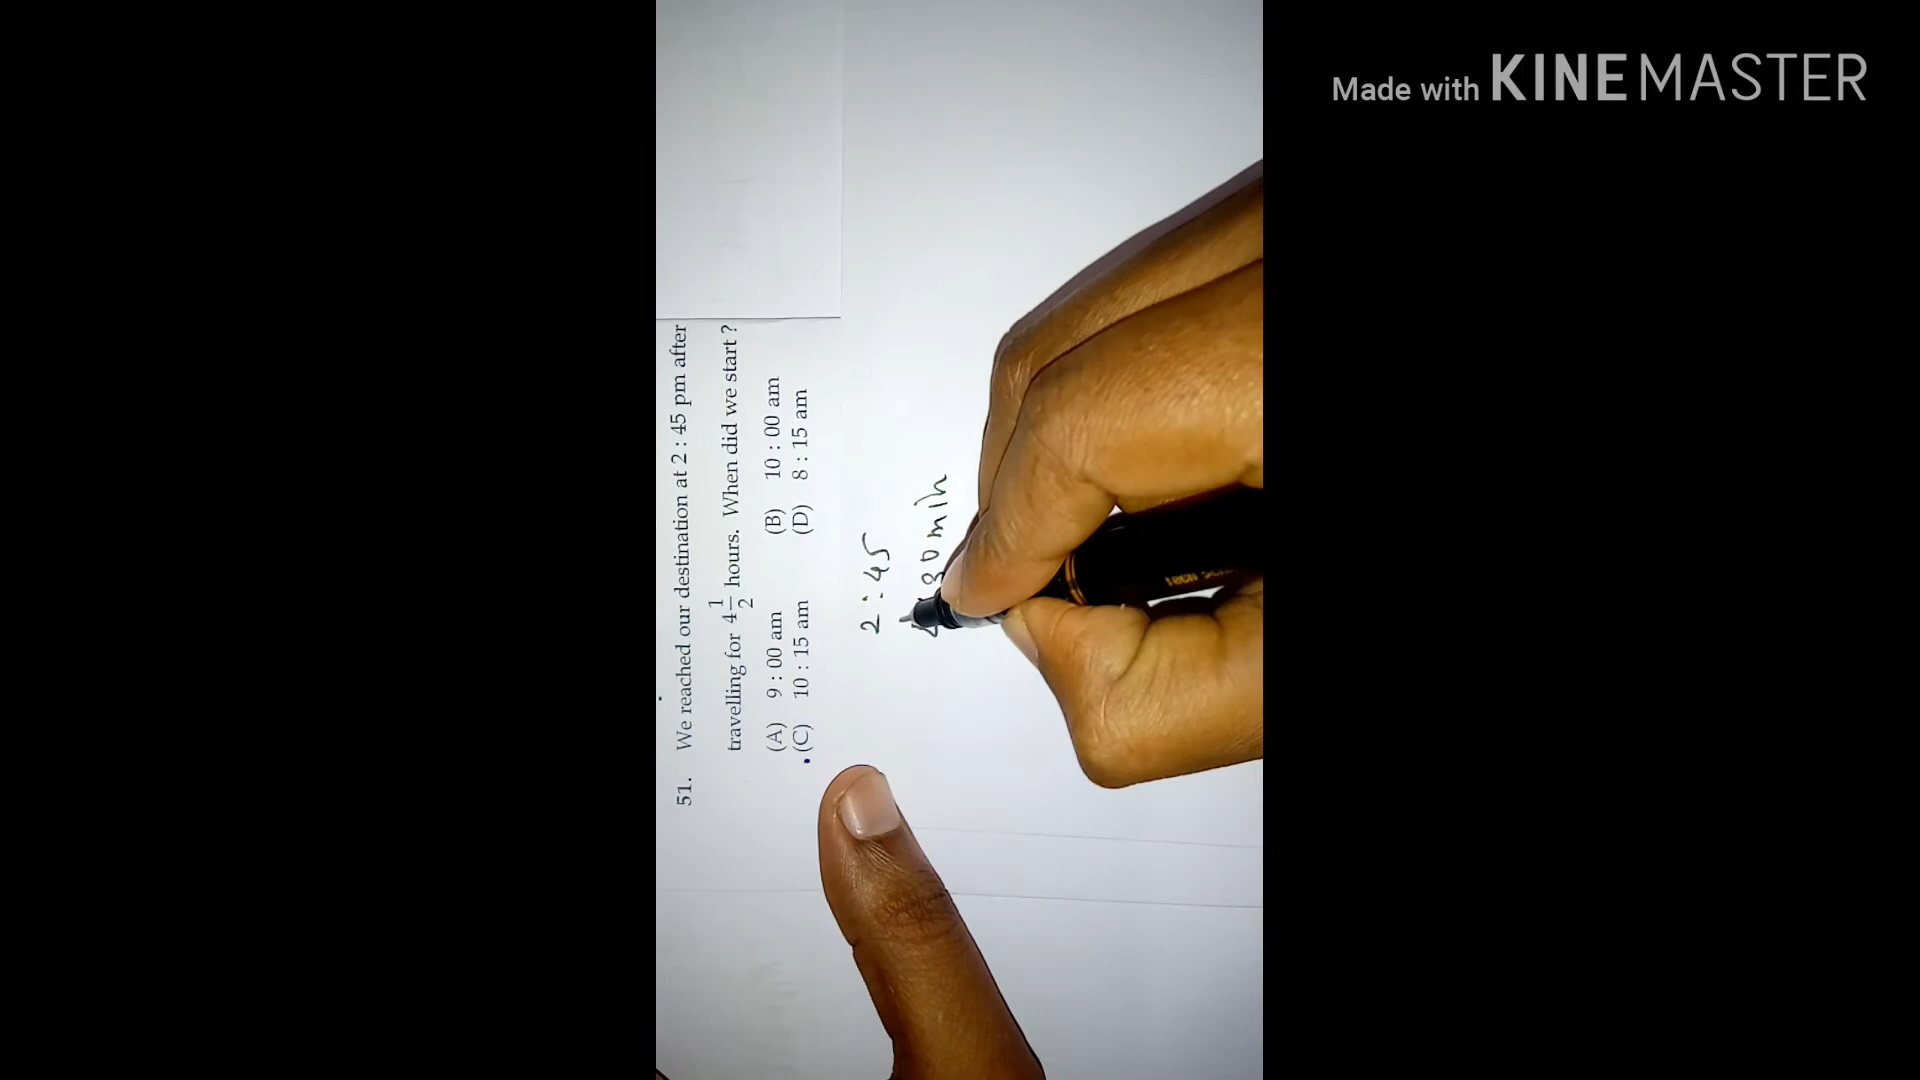 Made with KINEMASTER
51. We reached our destination at 2 : 45 pm after
travelling for 4 1/2 hours. When did we start ?
(A) 9 : 00 am (B) 10 : 00 am
(C) 10 : 15 am (D) 8 : 15 am
2 : 45
30 min